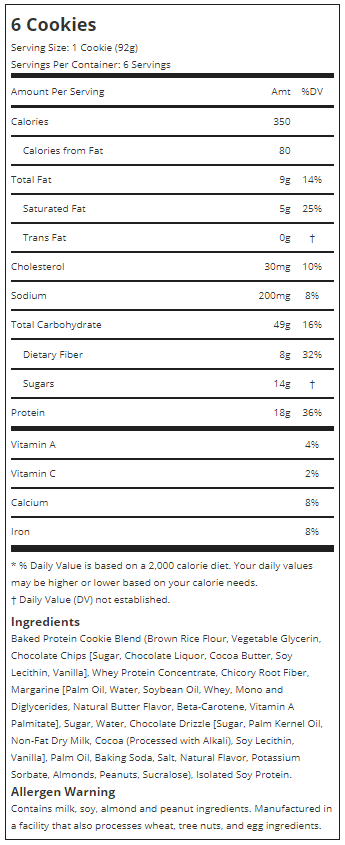 6 Cookies
Serving Size: 1 Cookie (92g)
Servings Per Container: 6 Servings
Amount Per Serving Amt %DV
Calories 350
Calories from Fat 80
Total Fat 9g 14%
Saturated Fat 5g 25%
Trans Fat 0g †
Cholesterol 30mg 10%
Sodium 200mg 8%
Total Carbohydrate 49g 16%
Dietary Fiber 8g 32%
Sugars 14g †
Protein 18g 36%
Vitamin A 4%
Vitamin C 2%
Calcium 8%
Iron 8%
* % Daily Value is based on a 2,000 calorie diet. Your daily values
may be higher or lower based on your calorie needs.
† Daily Value (DV) not established.
Ingredients
Baked Protein Cookie Blend (Brown Rice Flour, Vegetable Glycerin,
Chocolate Chips [Sugar, Chocolate Liquor, Cocoa Butter, Soy
Lecithin, Vanilla], Whey Protein Concentrate, Chicory Root Fiber,
Margarine [Palm Oil, Water, Soybean Oil, Whey, Mono and
Diglycerides, Natural Butter Flavor, Beta-Carotene, Vitamin A
Palmitate], Sugar, Water, Chocolate Drizzle [Sugar, Palm Kernel Oil,
Non-Fat Dry Milk, Cocoa (Processed with Alkali), Soy Lecithin,
Vanilla], Palm Oil, Baking Soda, Salt, Natural Flavor, Potassium
Sorbate, Almonds, Peanuts, Sucralose), Isolated Soy Protein.
Allergen Warning
Contains milk, soy, almond and peanut ingredients. Manufactured in
a facility that also processes wheat, tree nuts, and egg ingredients.